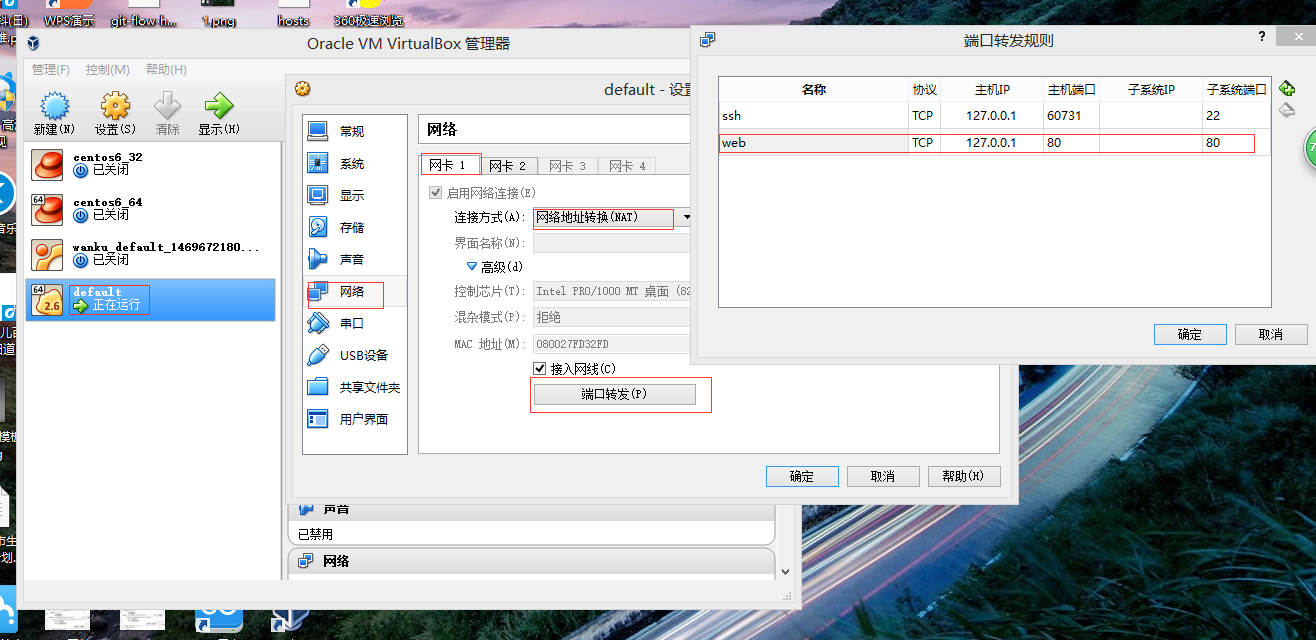 WPS演示
git-flow-h...
1.png
hosts
360极速浏览
Oracle VM VirtualBox 管理器
管理(F)
控制(M)
帮助(H)
新建(N)
设置(S)
清除
显示(H)
centos6_32
已关闭
64
centos6_64
已关闭
wanku_default_1469672180...
已关闭
64
2.6
default
正在运行
声音
已禁用
网络
default - 设置
常规
系统
显示
存储
声音
网络
串口
USB设备
共享文件夹
用户界面
网络
网卡 1
网卡 2
网卡 3
网卡 4
启用网络连接(E)
连接方式(A):
网络地址转换(NAT)
界面名称(N):
高级(d)
控制芯片(T):
Intel PRO/1000 MT 桌面 (82
混杂模式(P):
拒绝
MAC 地址(M):
080027FD32FD
接入网线(C)
端口转发(P)
确定
取消
帮助(H)
端口转发规则
?
名称 协议 主机IP 主机端口 子系统IP 子系统端口
ssh TCP 127.0.0.1 60731 22
web TCP 127.0.0.1 80 80
确定
取消